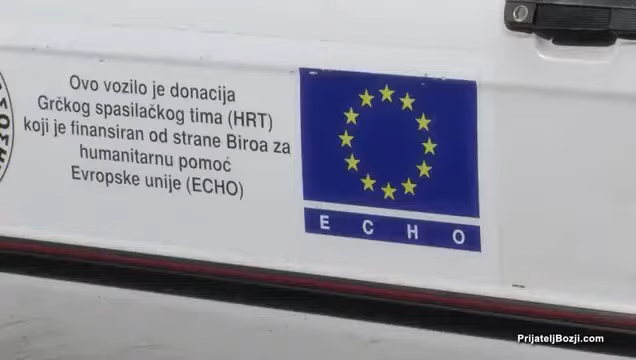 Ovo vozilo je donacija
Grčkog spasilačkog tima (HRT)
koji je finansiran od strane Biroa za
humanitarnu pomoć
Evropske unije (ECHO)
E C H O
PrijateljBozji.com